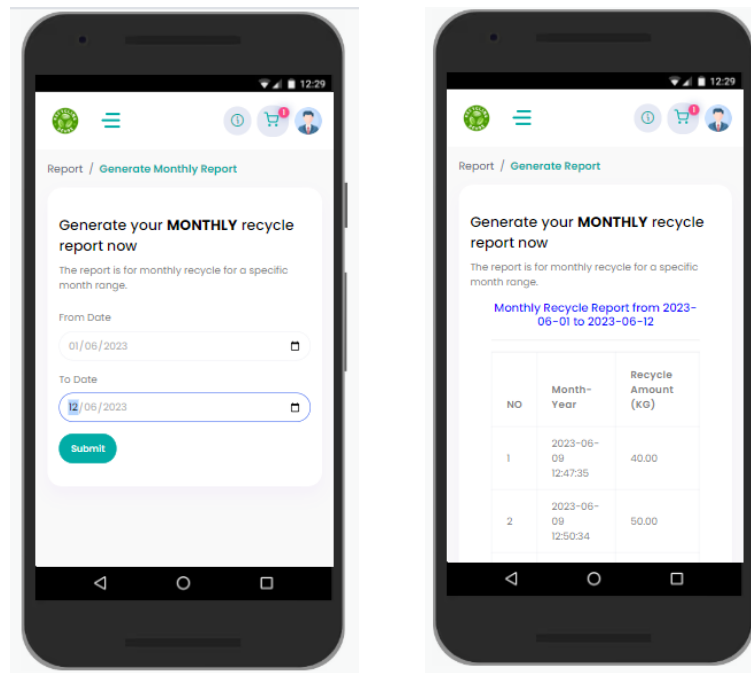 12:29
Report / Generate Monthly Report
Generate your MONTHLY recycle
report now
The report is for monthly recycle for a specific
month range.
From Date
01/06/2023
To Date
12/06/2023
Submit
12:29
Report / Generate Report
Generate your MONTHLY recycle
report now
The report is for monthly recycle for a specific
month range.
Monthly Recycle Report from 2023-
06-01 to 2023-06-12
NO Month-
Year Recycle
Amount
(KG)
1 2023-06-
09
12:47:35 40.00
2 2023-06-
09
12:50:34 50.00